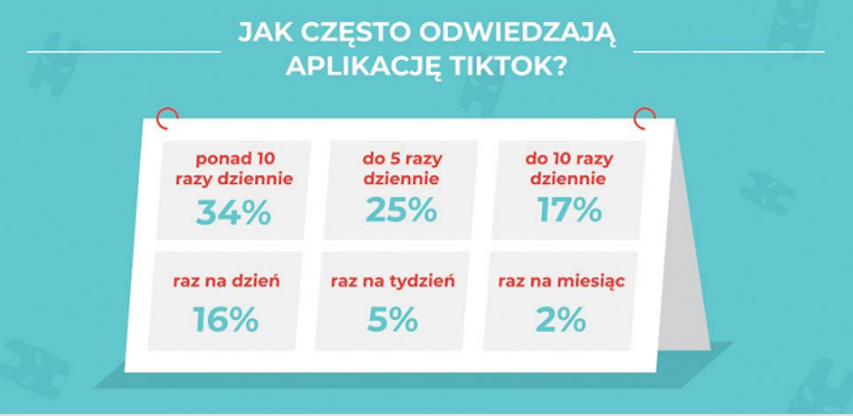 JAK CZĘSTO ODWIEDZAJĄ
APLIKACJĘ TIKTOK?
ponad 10
razy dziennie
34%
do 5 razy
dziennie
25%
do 10 razy
dziennie
17%
raz na dzień
16%
raz na tydzień
5%
raz na miesiąc
2%